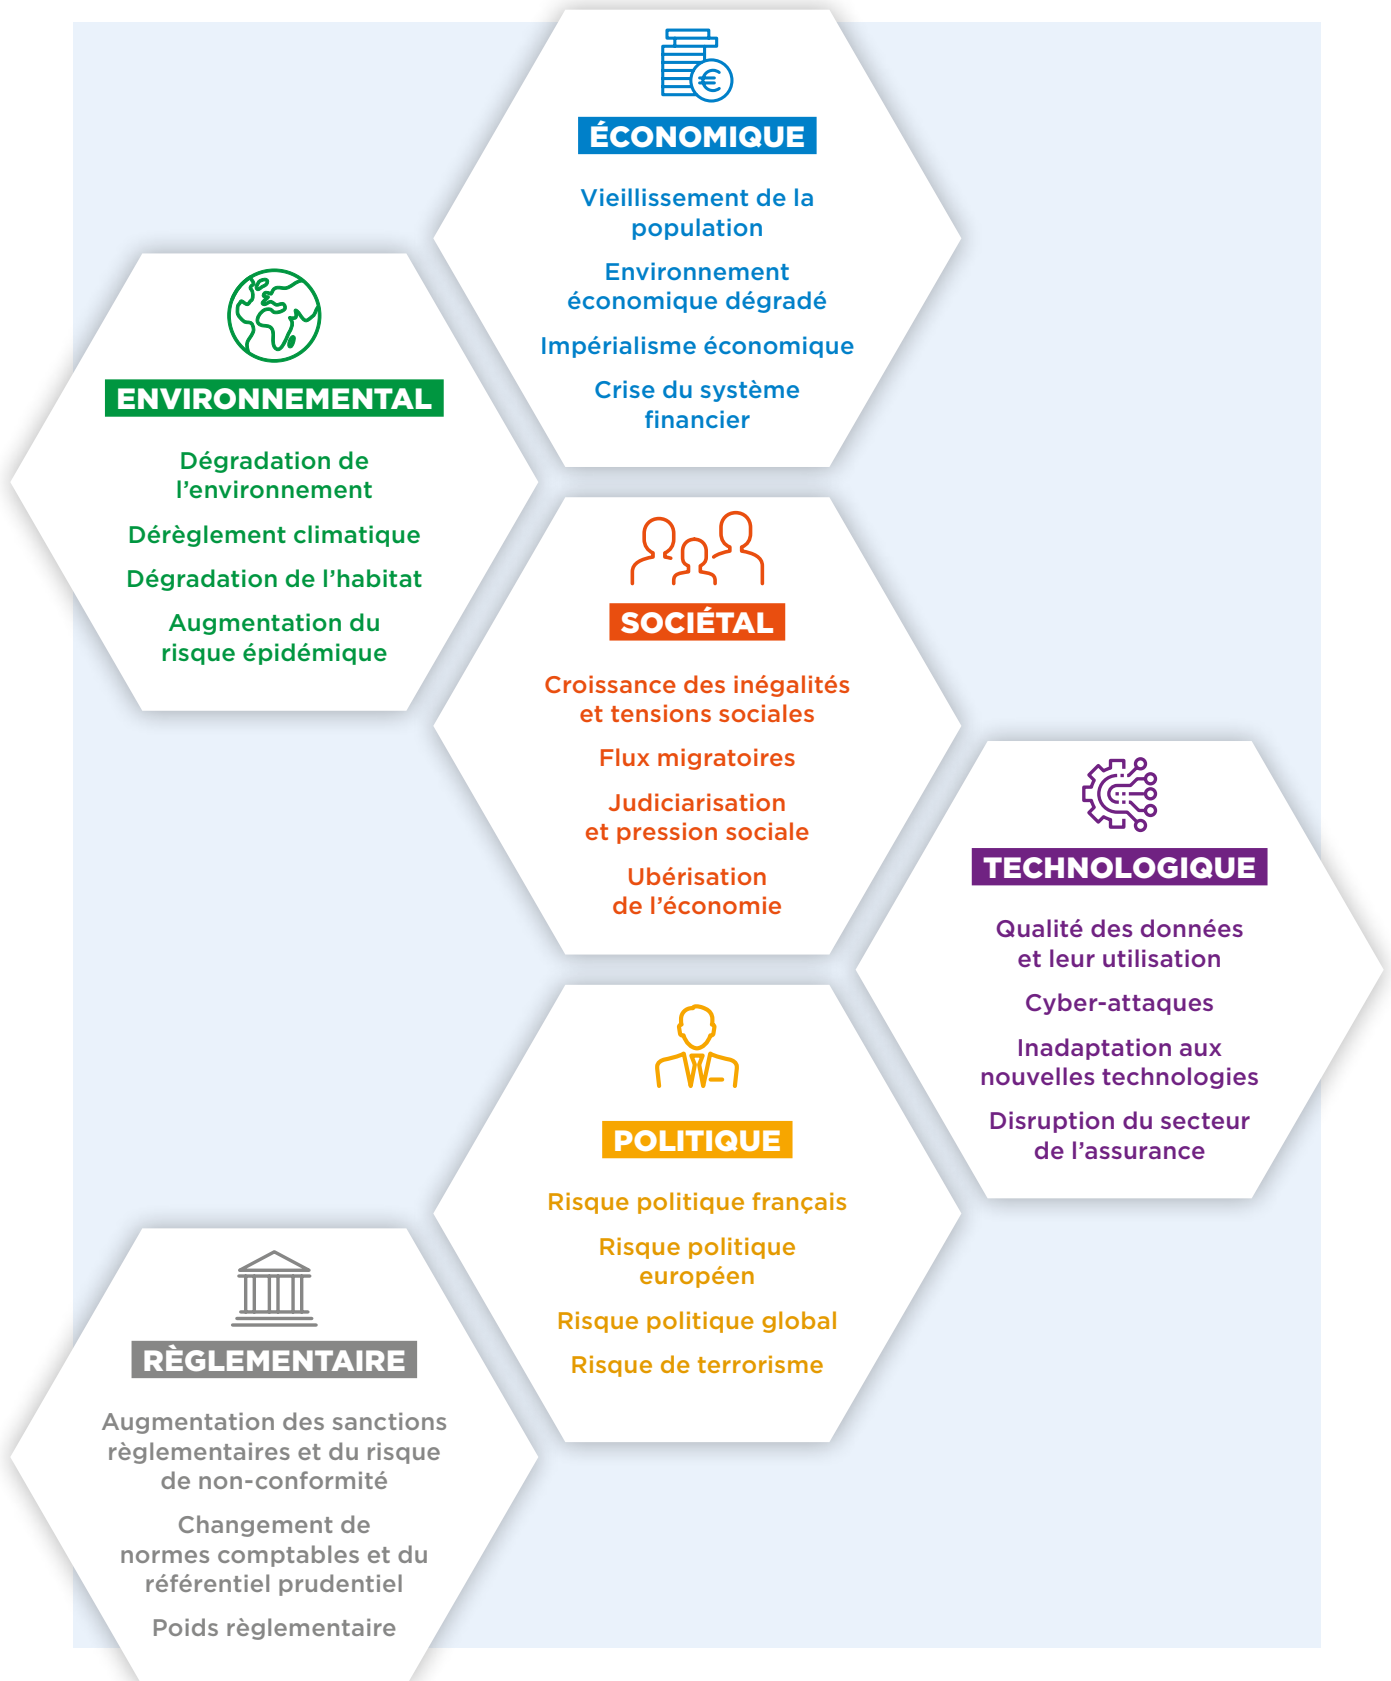 ÉCONOMIQUE
Vieillissement de la
population
Environnement
économique dégradé
Impérialisme économique
Crise du système
financier
ENVIRONNEMENTAL
Dégradation de
l’environnement
Dérèglement climatique
Dégradation de l’habitat
Augmentation du
risque épidémique
SOCIÉTAL
Croissance des inégalités
et tensions sociales
Flux migratoires
Judiciarisation
et pression sociale
Ubérisation
de l’économie
TECHNOLOGIQUE
Qualité des données
et leur utilisation
Cyber-attaques
Inadaptation aux
nouvelles technologies
Disruption du secteur
de l’assurance
POLITIQUE
Risque politique français
Risque politique
européen
Risque politique global
Risque de terrorisme
RÈGLEMENTAIRE
Augmentation des sanctions
règlementaires et du risque
de non-conformité
Changement de
normes comptables et du
référentiel prudentiel
Poids règlementaire